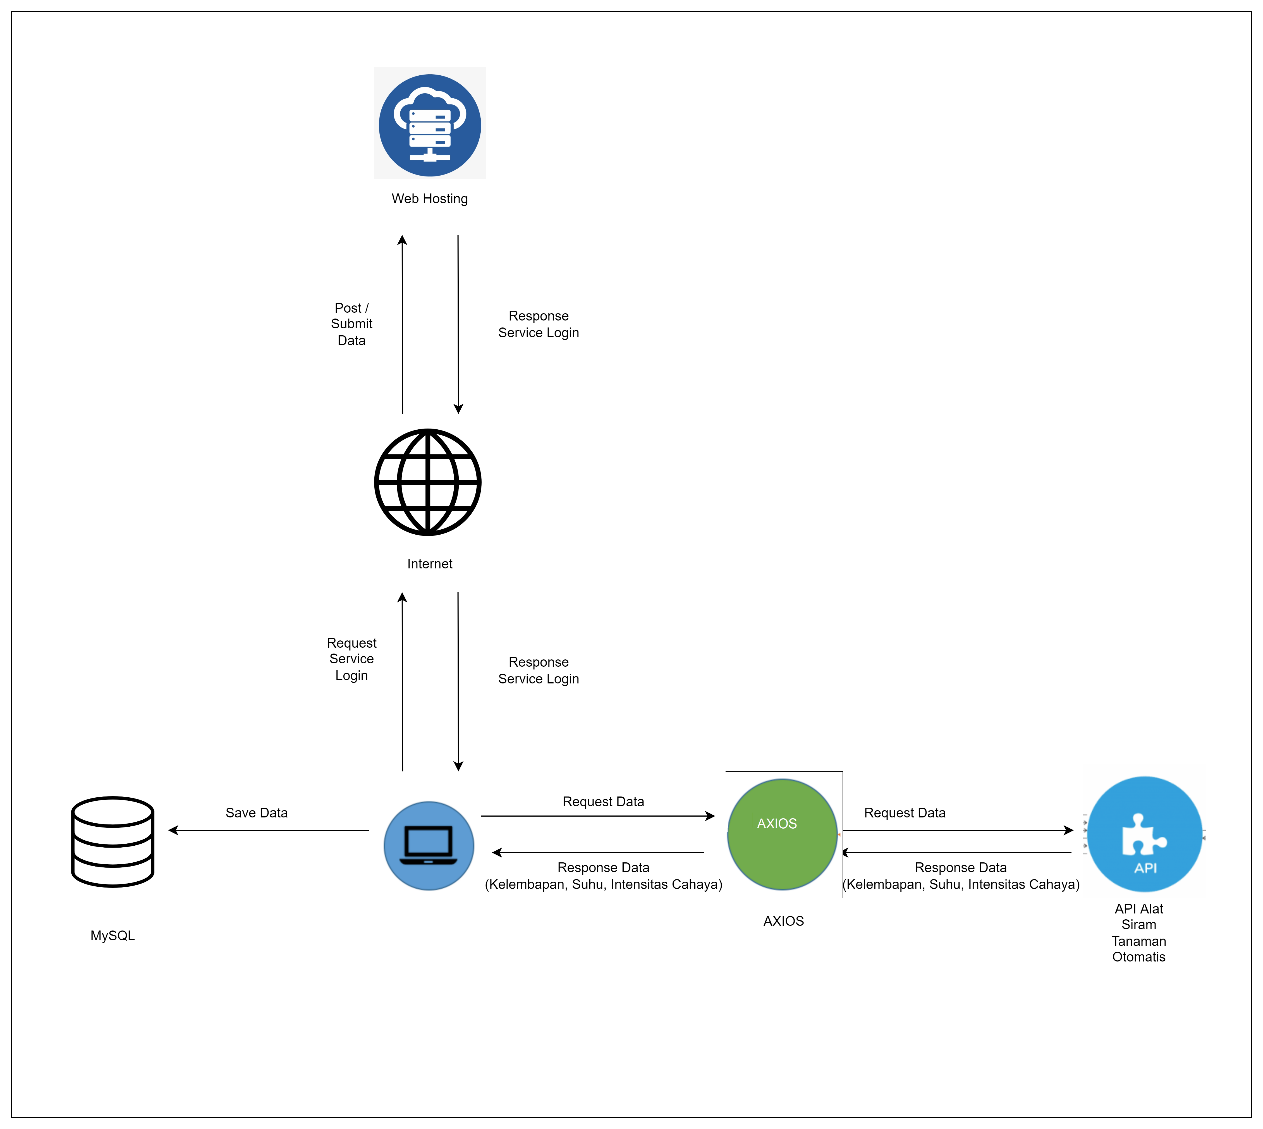 Web Hosting
Post /
Submit
Data
Response
Service Login
Internet
Request
Service
Login
Response
Service Login
Save Data
Request Data
AXIOS
Request Data
Response Data
(Kelembapan, Suhu, Intensitas Cahaya)
Response Data
(Kelembapan, Suhu, Intensitas Cahaya)
API
MySQL
AXIOS
API Alat
Siram
Tanaman
Otomatis